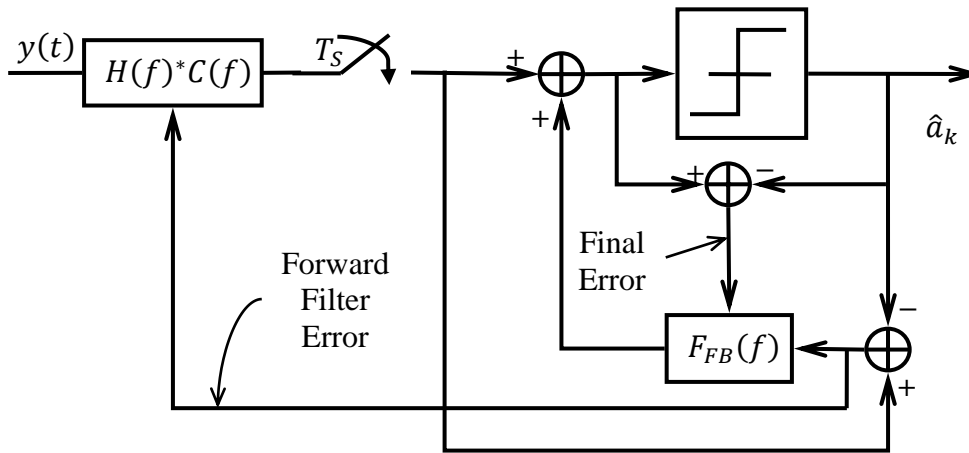 y(t)
T_S
H(f)*C(f)
+
+
â_k
+
−
Final
Error
Forward
Filter
Error
F_FB(f)
−
+